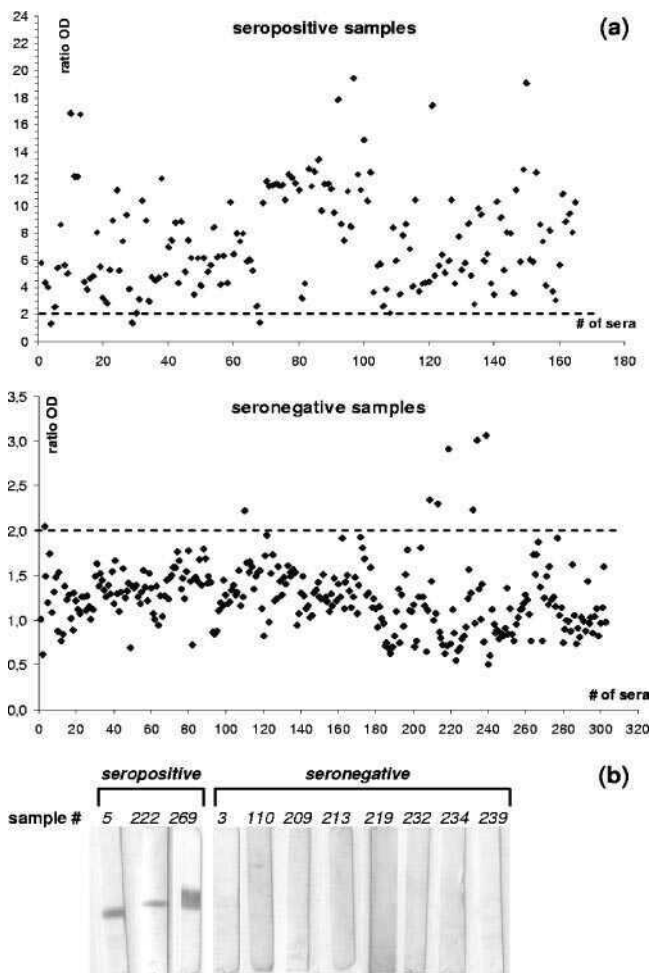 (a)
seropositive samples
ratio OD
24
22
20
18
16
14
12
10
8
6
4
2
0
# of sera
0 20 40 60 80 100 120 140 160 180
seronegative samples
ratio OD
3,5
3,0
2,5
2,0
1,5
1,0
0,5
0,0
# of sera
0 20 40 60 80 100 120 140 160 180 200 220 240 260 280 300
(b)
seropositive seronegative
sample # 5 222 269 3 110 209 213 219 232 234 239